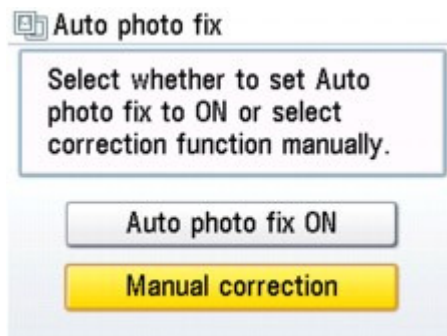 Auto photo fix
Select whether to set Auto
photo fix to ON or select
correction function manually.
Auto photo fix ON
Manual correction